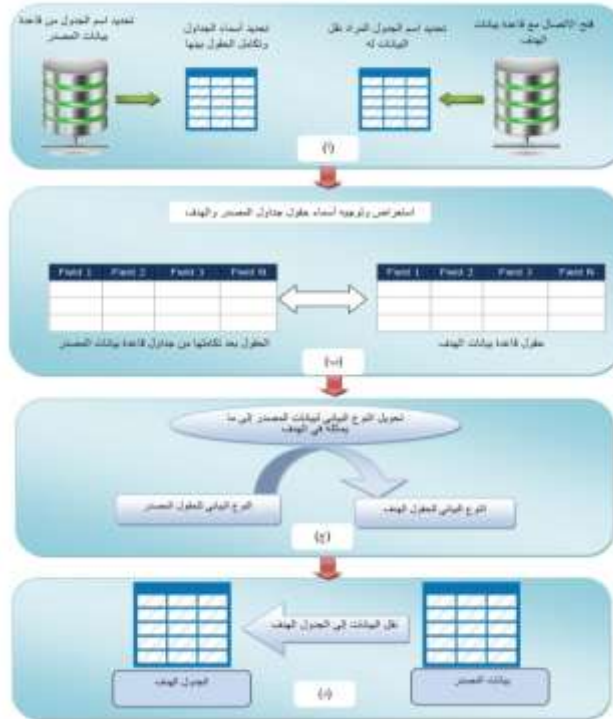 فتح الاتصال مع قاعدة بيانات
الهدف
تحديد اسم الجدول المراد نقل
البيانات له
تحديد أسماء الجداول
وتكامل الحقول بينها
تحديد اسم الجدول من قاعدة
بيانات المصدر
(أ)
استعراض وتوجيه أسماء حقول جداول المصدر والهدف
Field 1 Field 2 Field 3 Field N
Field 1 Field 2 Field 3 Field N
حقول قاعدة بيانات الهدف
الحقول بعد تكاملها من جداول قاعدة بيانات المصدر
(ب)
تحويل النوع البياني لبيانات المصدر إلى ما
يماثله في الهدف
النوع البياني للحقول الهدف
النوع البياني للحقول المصدر
(ج)
نقل البيانات إلى الجدول الهدف
بيانات المصدر
الجدول الهدف
(د)